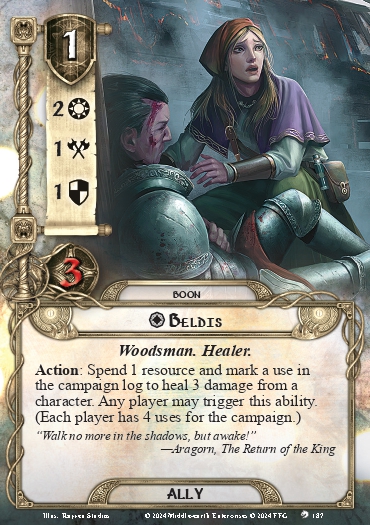 1
2
1
1
3
BOON
BELDIS
Woodsman. Healer.
Action: Spend 1 resource and mark a use in
the campaign log to heal 3 damage from a
character. Any player may trigger this ability.
(Each player has 4 uses for the campaign.)
“Walk no more in the shadows, but awake!”
—Aragorn, The Return of the King
ALLY
Illus. Rapper Studios © 2024 Middle-earth Enterprises © 2024 FFG 187